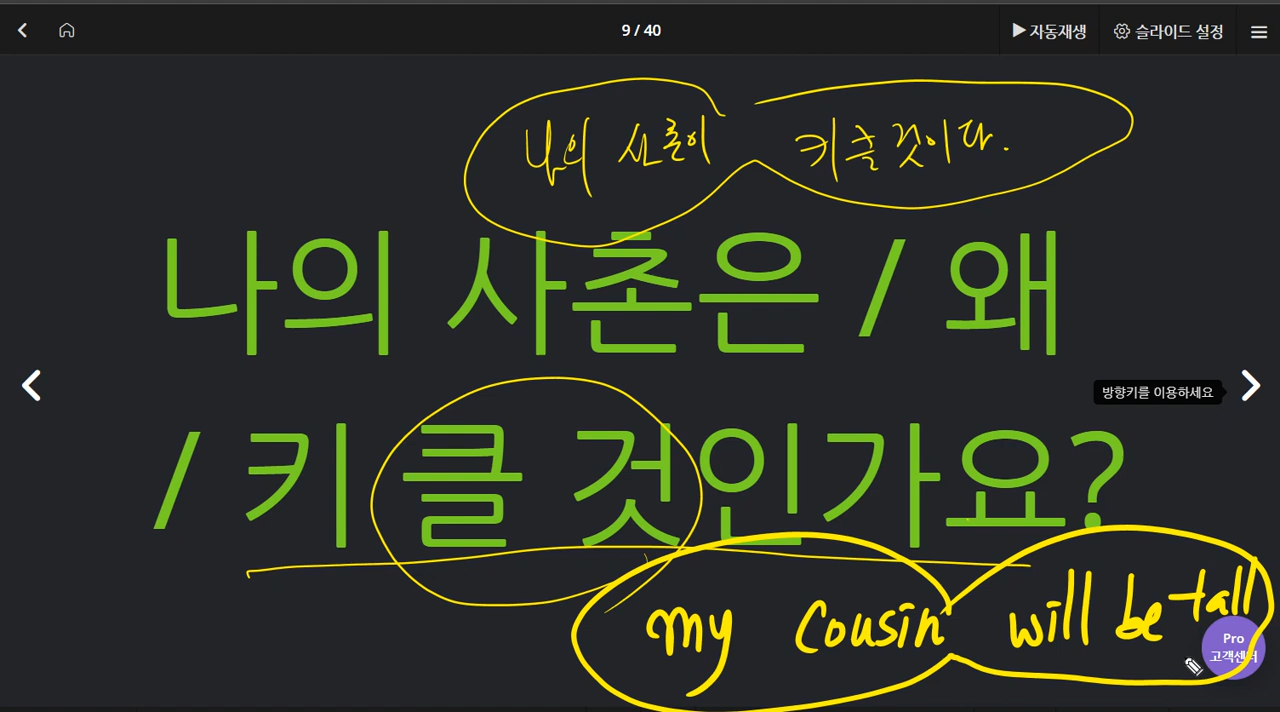 9 / 40
자동재생
슬라이드 설정
나의 사촌이 키클것이다.
나의 사촌은 / 왜
방향키를 이용하세요
/ 키 클 것인가요?
my Cousin will be tall
Pro
고객센터